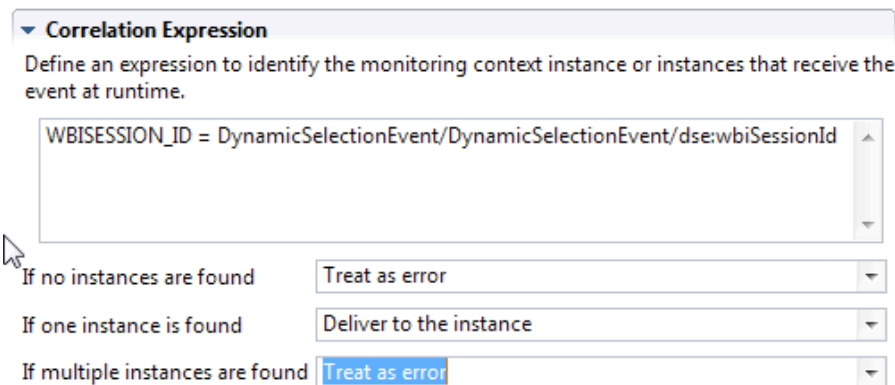 Correlation Expression
Define an expression to identify the monitoring context instance or instances that receive the
event at runtime.
WBISESSION_ID = DynamicSelectionEvent/DynamicSelectionEvent/dse:wbiSessionId
If no instances are found Treat as error
If one instance is found Deliver to the instance
If multiple instances are found Treat as error